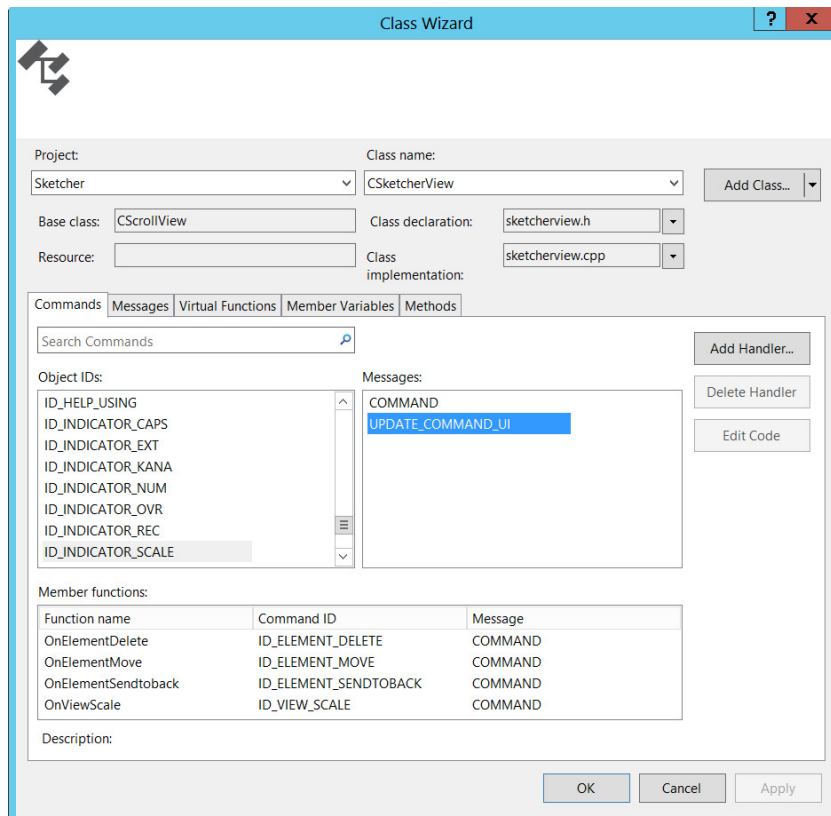 Class Wizard
? X
Project: Class name:
Sketcher CSketcherView Add Class...
Base class: CScrollView Class declaration: sketcherview.h
Resource: Class implementation: sketcherview.cpp
Commands Messages Virtual Functions Member Variables Methods
Search Commands Add Handler...
Object IDs: Messages: Delete Handler
ID_HELP_USING COMMAND
ID_INDICATOR_CAPS UPDATE_COMMAND_UI
ID_INDICATOR_EXT Edit Code
ID_INDICATOR_KANA
ID_INDICATOR_NUM
ID_INDICATOR_OVR
ID_INDICATOR_REC
ID_INDICATOR_SCALE
Member functions:
Function name Command ID Message
OnElementDelete ID_ELEMENT_DELETE COMMAND
OnElementMove ID_ELEMENT_MOVE COMMAND
OnElementSendtoback ID_ELEMENT_SENDTOBACK COMMAND
OnViewScale ID_VIEW_SCALE COMMAND
Description:
OK Cancel Apply